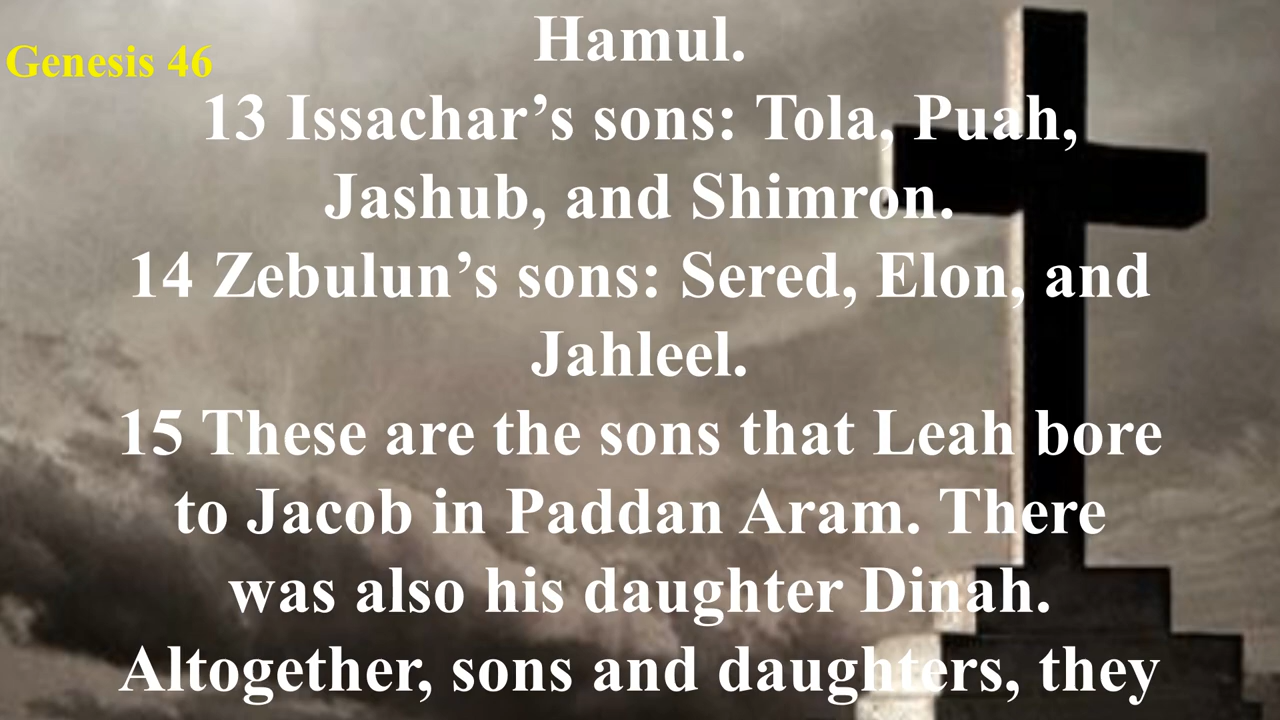 Genesis 46
Hamul.
13 Issachar’s sons: Tola, Puah,
Jashub, and Shimron.
14 Zebulun’s sons: Sered, Elon, and
Jahleel.
15 These are the sons that Leah bore
to Jacob in Paddan Aram. There
was also his daughter Dinah.
Altogether, sons and daughters, they